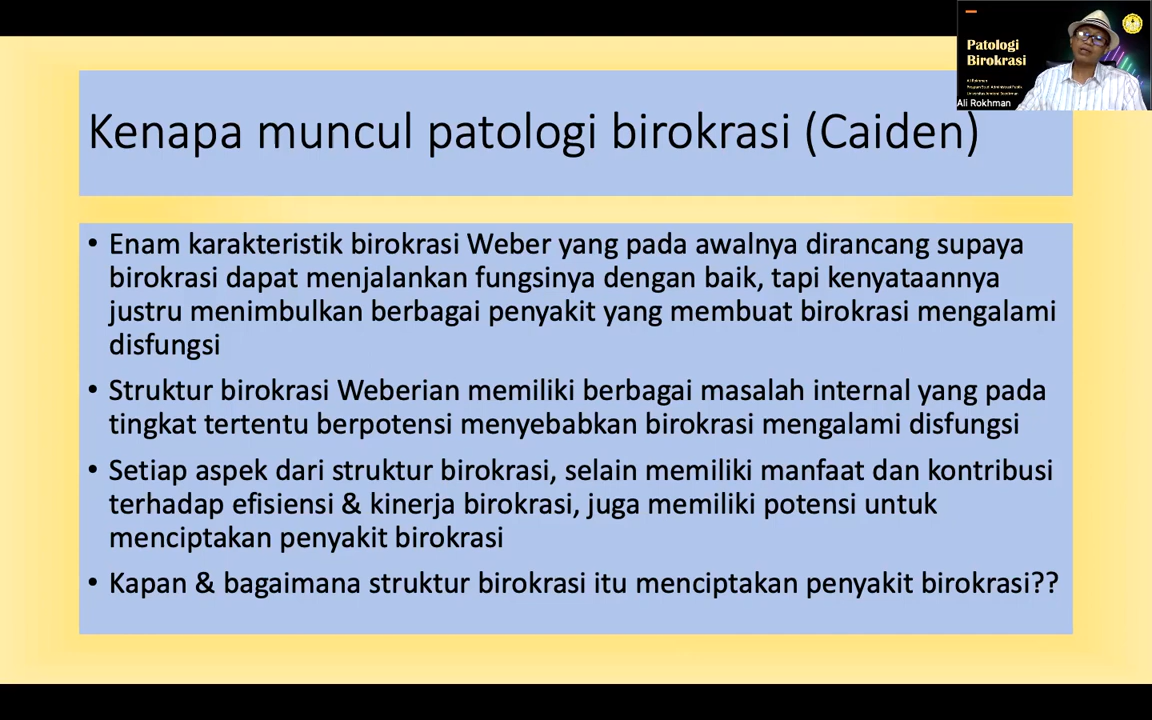 Patologi
Birokrasi
Ali Rokhman
Ali Rokhman
Kenapa muncul patologi birokrasi (Caiden)
• Enam karakteristik birokrasi Weber yang pada awalnya dirancang supaya
birokrasi dapat menjalankan fungsinya dengan baik, tapi kenyataannya
justru menimbulkan berbagai penyakit yang membuat birokrasi mengalami
disfungsi
• Struktur birokrasi Weberian memiliki berbagai masalah internal yang pada
tingkat tertentu berpotensi menyebabkan birokrasi mengalami disfungsi
• Setiap aspek dari struktur birokrasi, selain memiliki manfaat dan kontribusi
terhadap efisiensi & kinerja birokrasi, juga memiliki potensi untuk
menciptakan penyakit birokrasi
• Kapan & bagaimana struktur birokrasi itu menciptakan penyakit birokrasi??